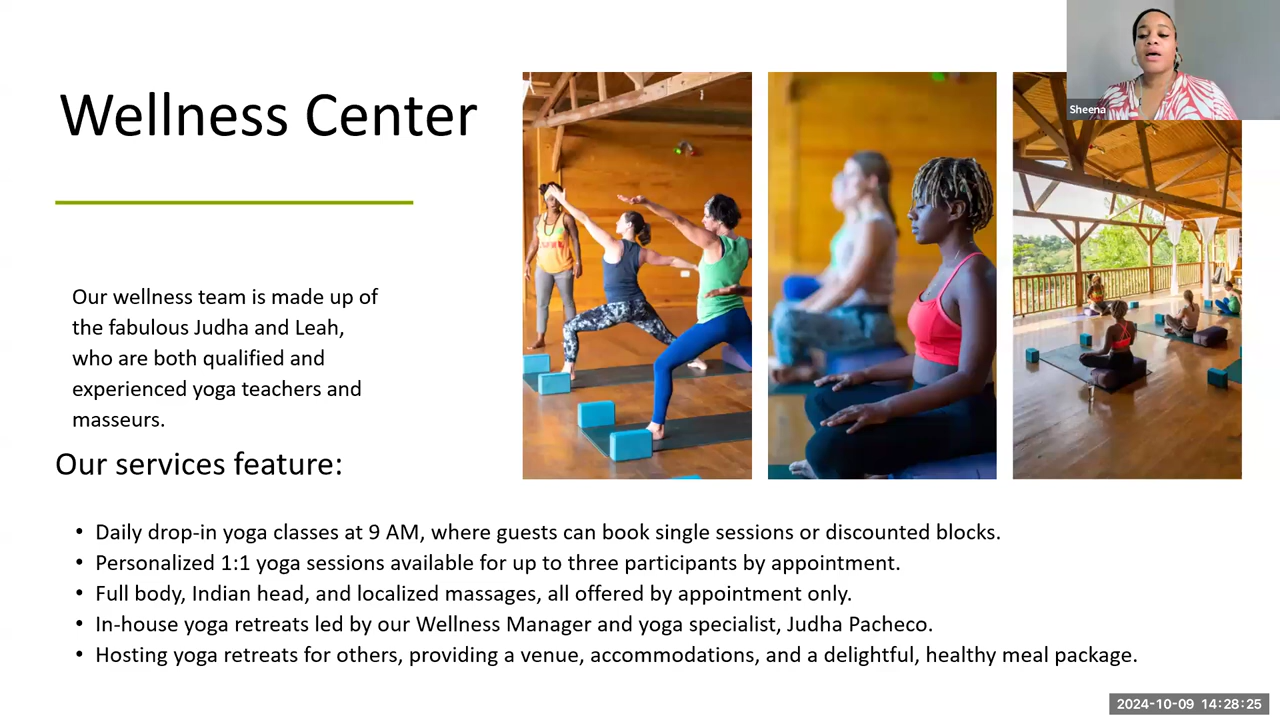 Wellness Center
Sheena
Our wellness team is made up of
the fabulous Judha and Leah,
who are both qualified and
experienced yoga teachers and
masseurs.
Our services feature:
• Daily drop-in yoga classes at 9 AM, where guests can book single sessions or discounted blocks.
• Personalized 1:1 yoga sessions available for up to three participants by appointment.
• Full body, Indian head, and localized massages, all offered by appointment only.
• In-house yoga retreats led by our Wellness Manager and yoga specialist, Judha Pacheco.
• Hosting yoga retreats for others, providing a venue, accommodations, and a delightful, healthy meal package.
2024-10-09 14:28:25